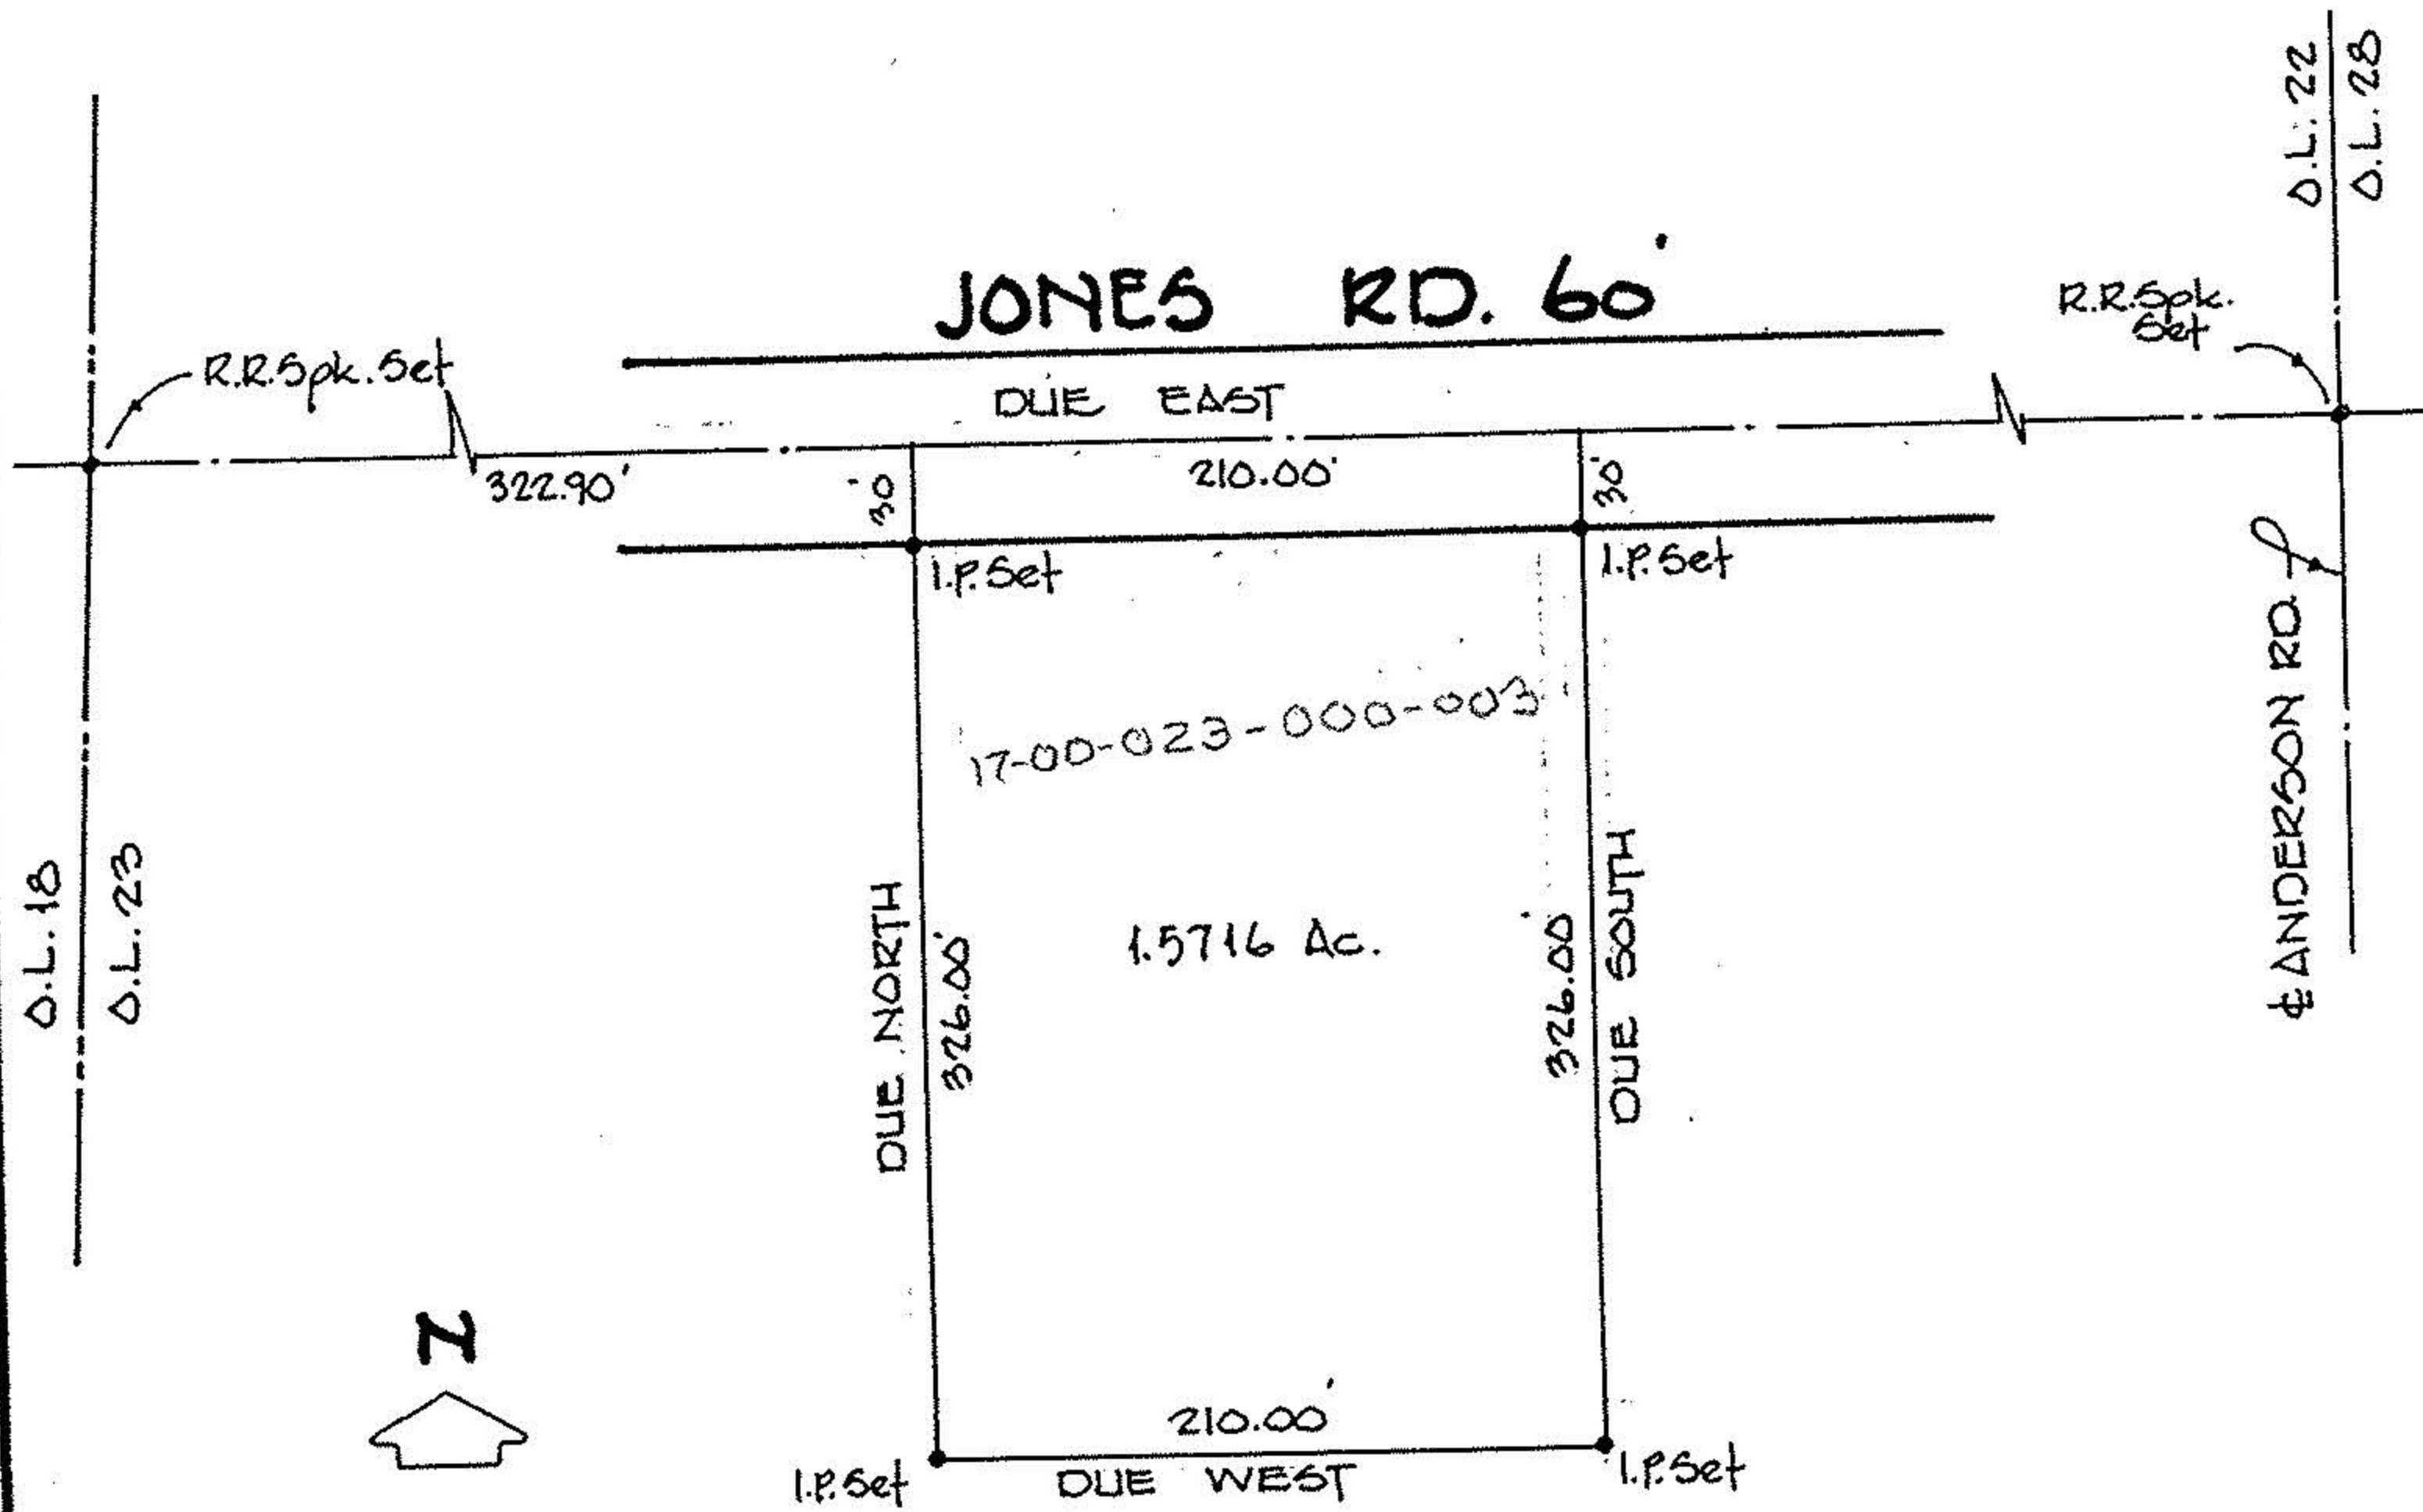 O.L. 22
O.L. 28
JONES RD. 60'
R.R.Spk.
Set
R.R.Spk. Set
DUE EAST
322.90'
30'
210.00'
30'
I.P. Set
I.P. Set
17-00-023-000-003
O.L. 18
O.L. 23
DUE NORTH
326.00'
1.5716 Ac.
326.00'
DUE SOUTH
℄ ANDERSON RD.
N
210.00'
I.P. Set
DUE WEST
I.P. Set